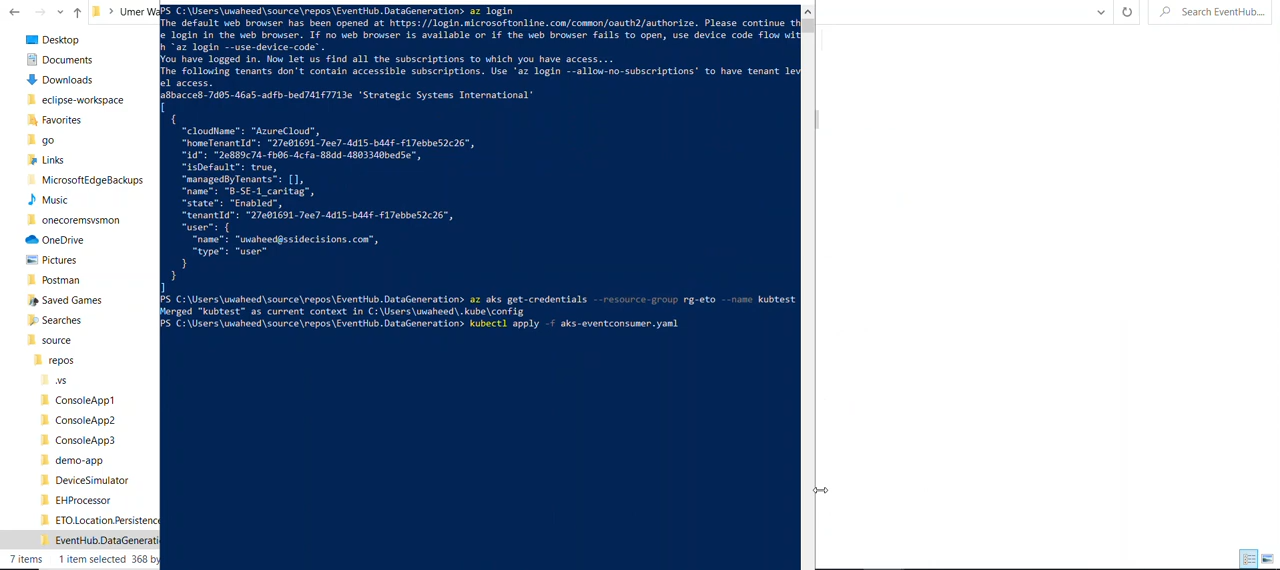 Umer Wa
Search EventHub....
Desktop
Documents
Downloads
eclipse-workspace
Favorites
go
Links
MicrosoftEdgeBackups
Music
onecoremsvsmon
OneDrive
Pictures
Postman
Saved Games
Searches
source
repos
.vs
ConsoleApp1
ConsoleApp2
ConsoleApp3
demo-app
DeviceSimulator
EHProcessor
ETO.Location.Persistence
EventHub.DataGenerati
7 items 1 item selected 368 by
PS C:\Users\uwaheed\source\repos\EventHub.DataGeneration> az login
The default web browser has been opened at https://login.microsoftonline.com/common/oauth2/authorize. Please continue th
e login in the web browser. If no web browser is available or if the web browser fails to open, use device code flow wit
h `az login --use-device-code`.
You have logged in. Now let us find all the subscriptions to which you have access...
The following tenants don't contain accessible subscriptions. Use 'az login --allow-no-subscriptions' to have tenant lev
el access.
a8bacce8-7d05-46a5-adfb-bed741f7713e 'Strategic Systems International'
[
{
"cloudName": "AzureCloud",
"homeTenantId": "27e01691-7ee7-4d15-b44f-f17ebbe52c26",
"id": "2e889c74-fb06-4cfa-88dd-4803340bed5e",
"isDefault": true,
"managedByTenants": [],
"name": "B-SE-1_caritag",
"state": "Enabled",
"tenantId": "27e01691-7ee7-4d15-b44f-f17ebbe52c26",
"user": {
"name": "uwaheed@ssidecisions.com",
"type": "user"
}
}
]
PS C:\Users\uwaheed\source\repos\EventHub.DataGeneration> az aks get-credentials --resource-group rg-eto --name kubtest
Merged "kubtest" as current context in C:\Users\uwaheed\.kube\config
PS C:\Users\uwaheed\source\repos\EventHub.DataGeneration> kubectl apply -f aks-eventconsumer.yaml